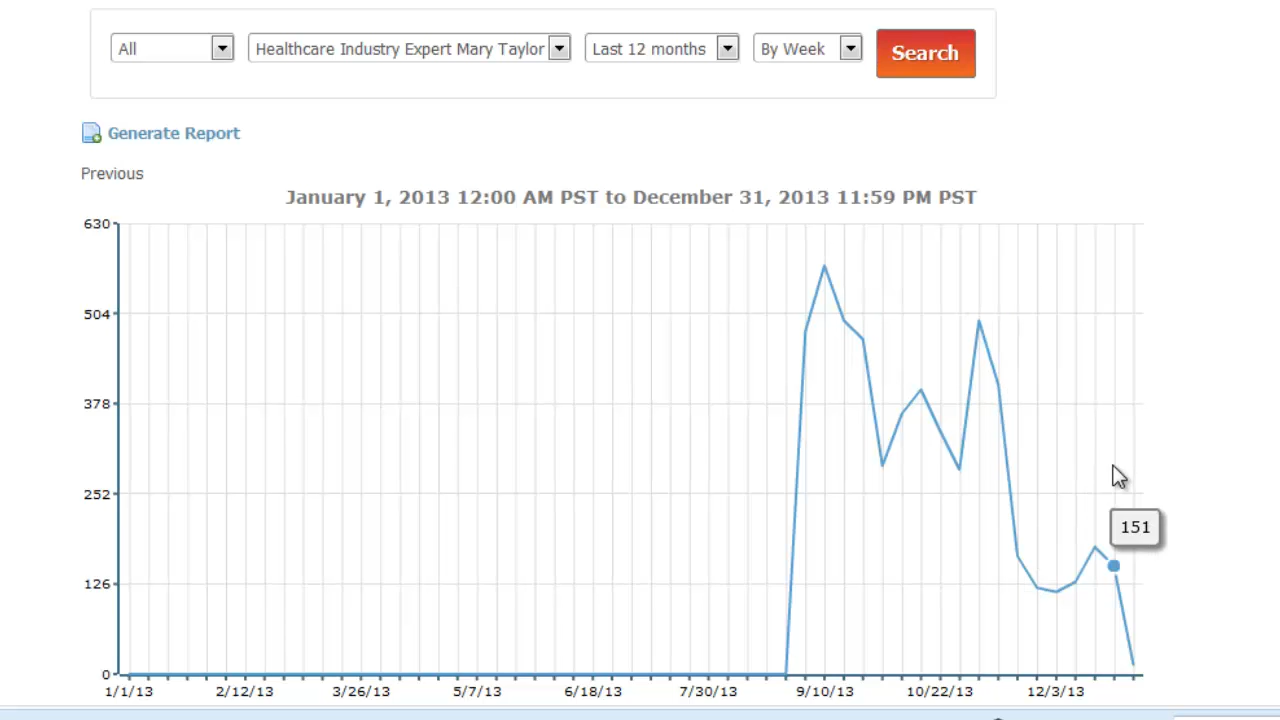 All Healthcare Industry Expert Mary Taylor Last 12 months By Week Search
Generate Report
Previous
January 1, 2013 12:00 AM PST to December 31, 2013 11:59 PM PST
630
504
378
252
151
126
0
1/1/13 2/12/13 3/26/13 5/7/13 6/18/13 7/30/13 9/10/13 10/22/13 12/3/13